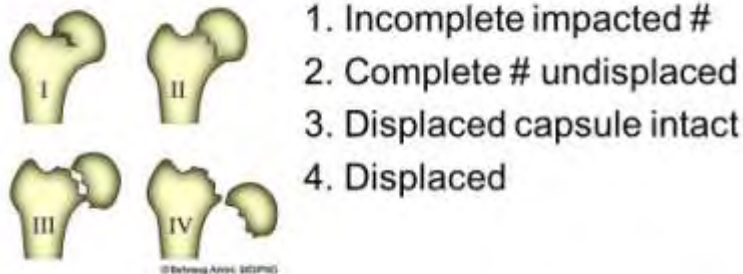 I
II
III
IV
1. Incomplete impacted #
2. Complete # undisplaced
3. Displaced capsule intact
4. Displaced